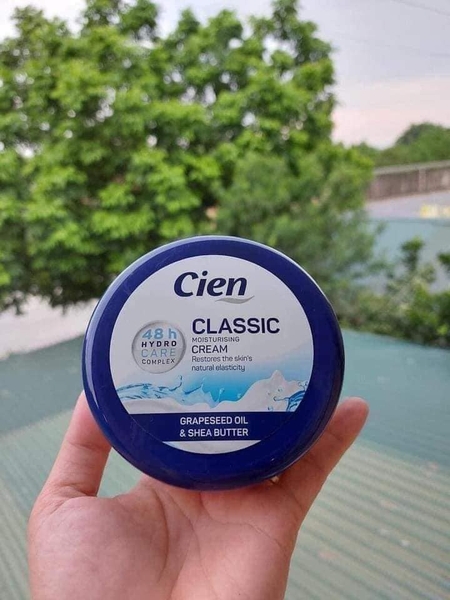 Cien
48 h
HYDRO
CARE
COMPLEX
CLASSIC
MOISTURISING
CREAM
Restores the skin's
natural elasticity
GRAPESEED OIL
& SHEA BUTTER